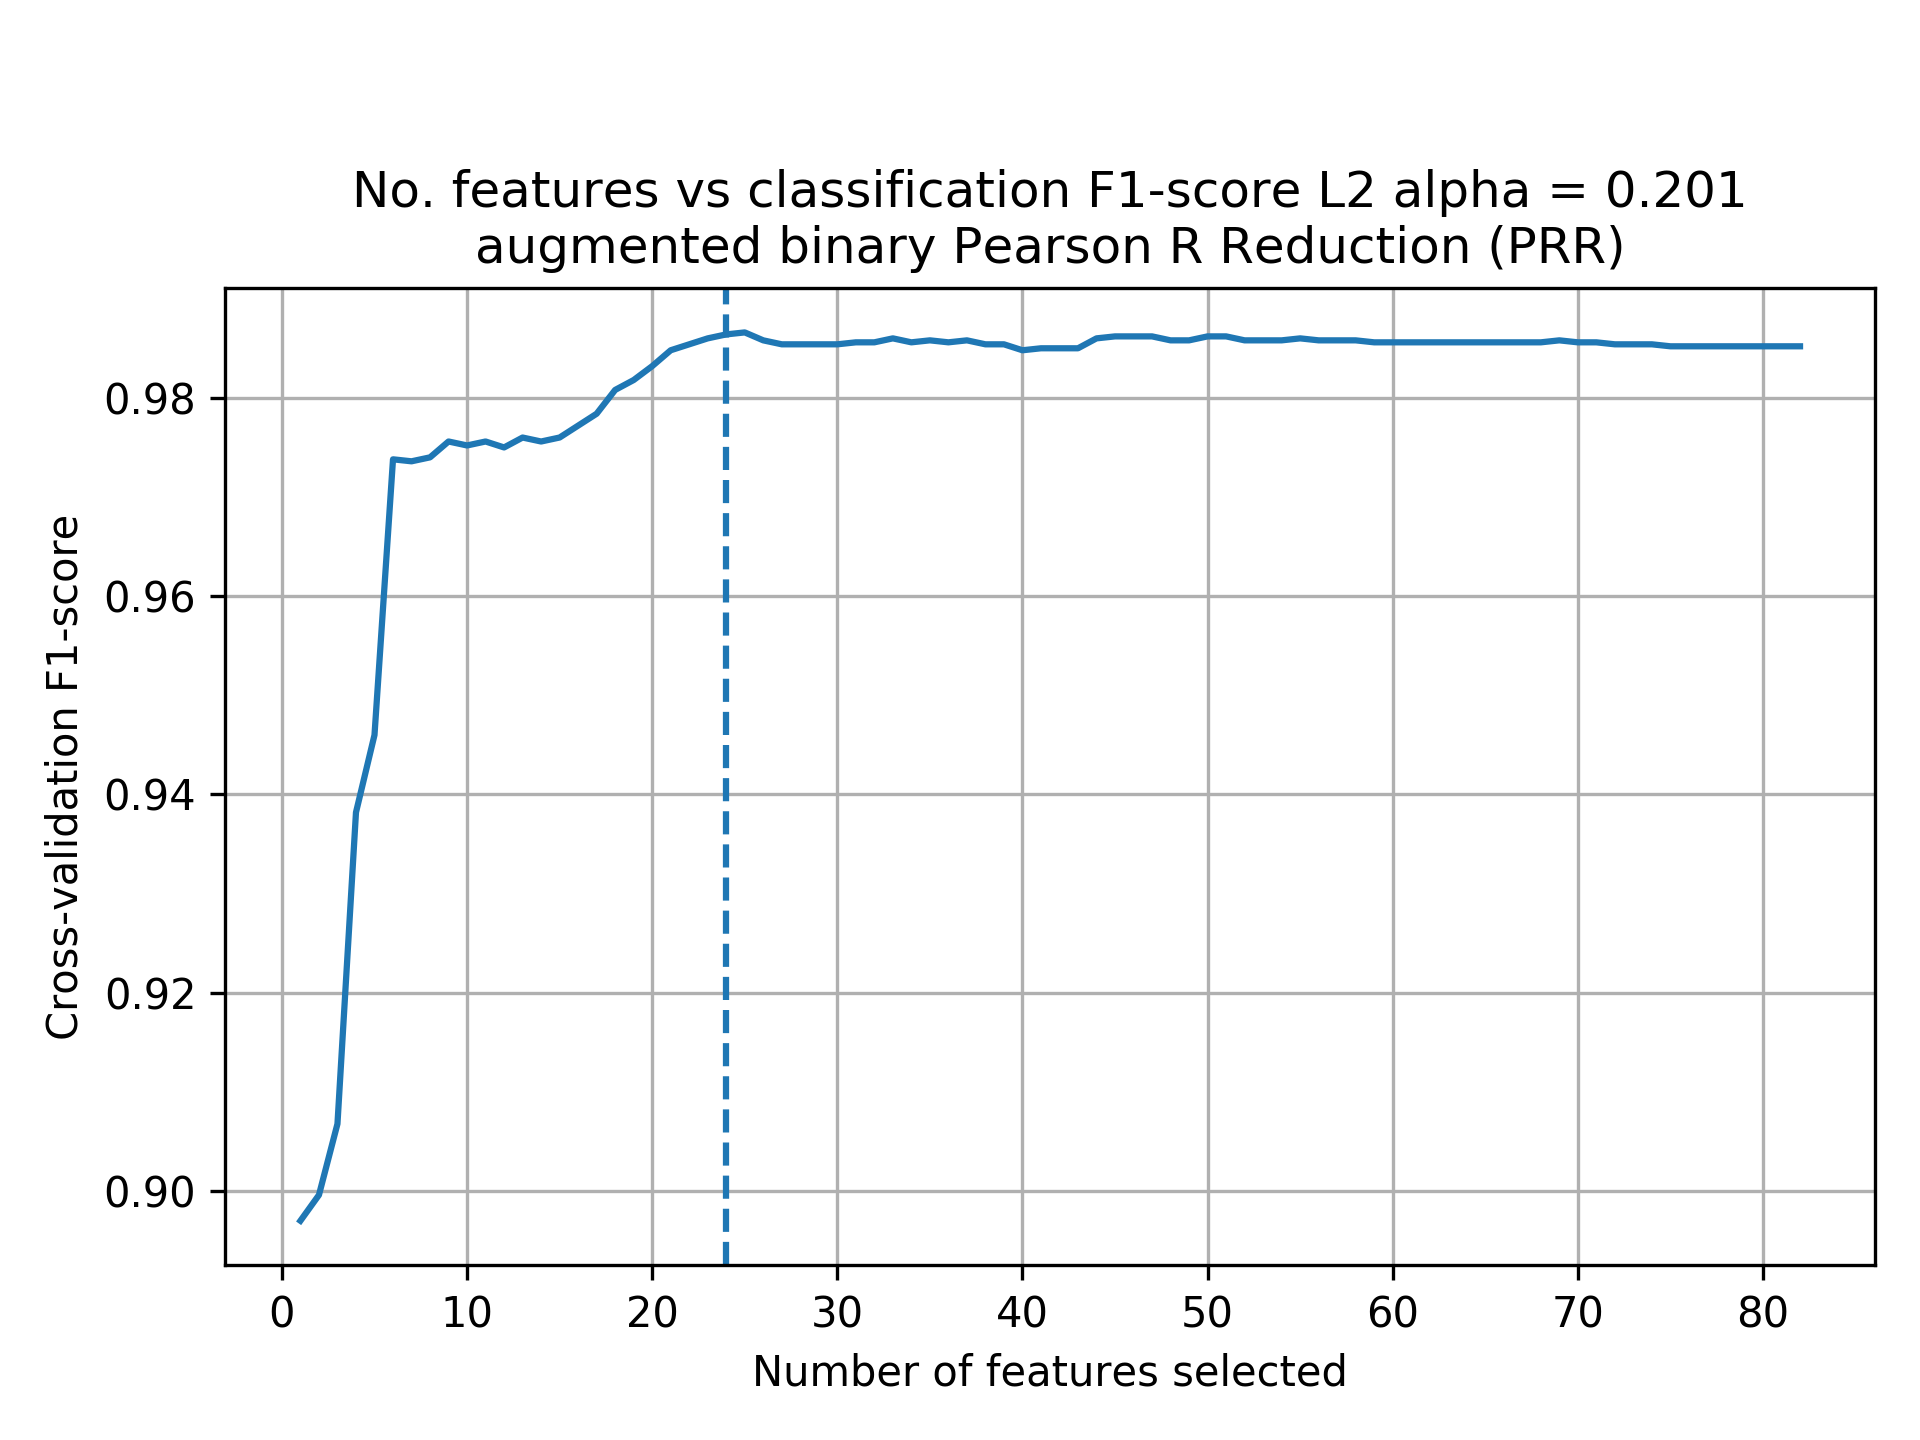 No. features vs classification F1-score L2 alpha = 0.201
augmented binary Pearson R Reduction (PRR)
Cross-validation F1-score
0.98
0.96
0.94
0.92
0.90
0 10 20 30 40 50 60 70 80
Number of features selected